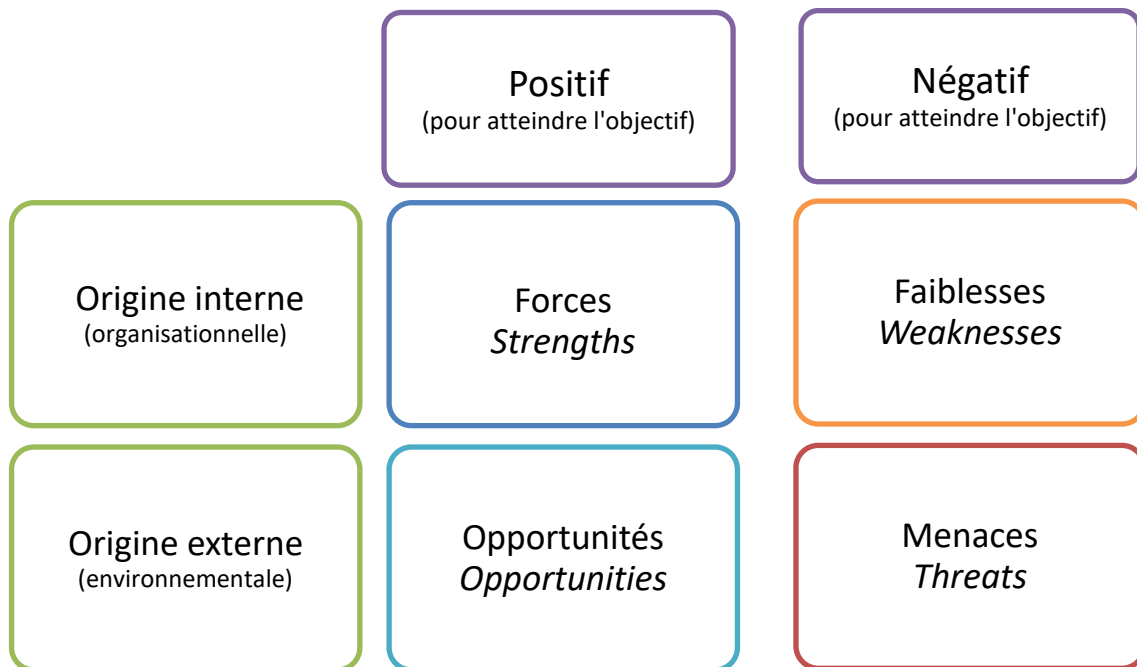 Positif
(pour atteindre l'objectif)
Négatif
(pour atteindre l'objectif)
Origine interne
(organisationnelle)
Forces
Strengths
Faiblesses
Weaknesses
Origine externe
(environnementale)
Opportunités
Opportunities
Menaces
Threats